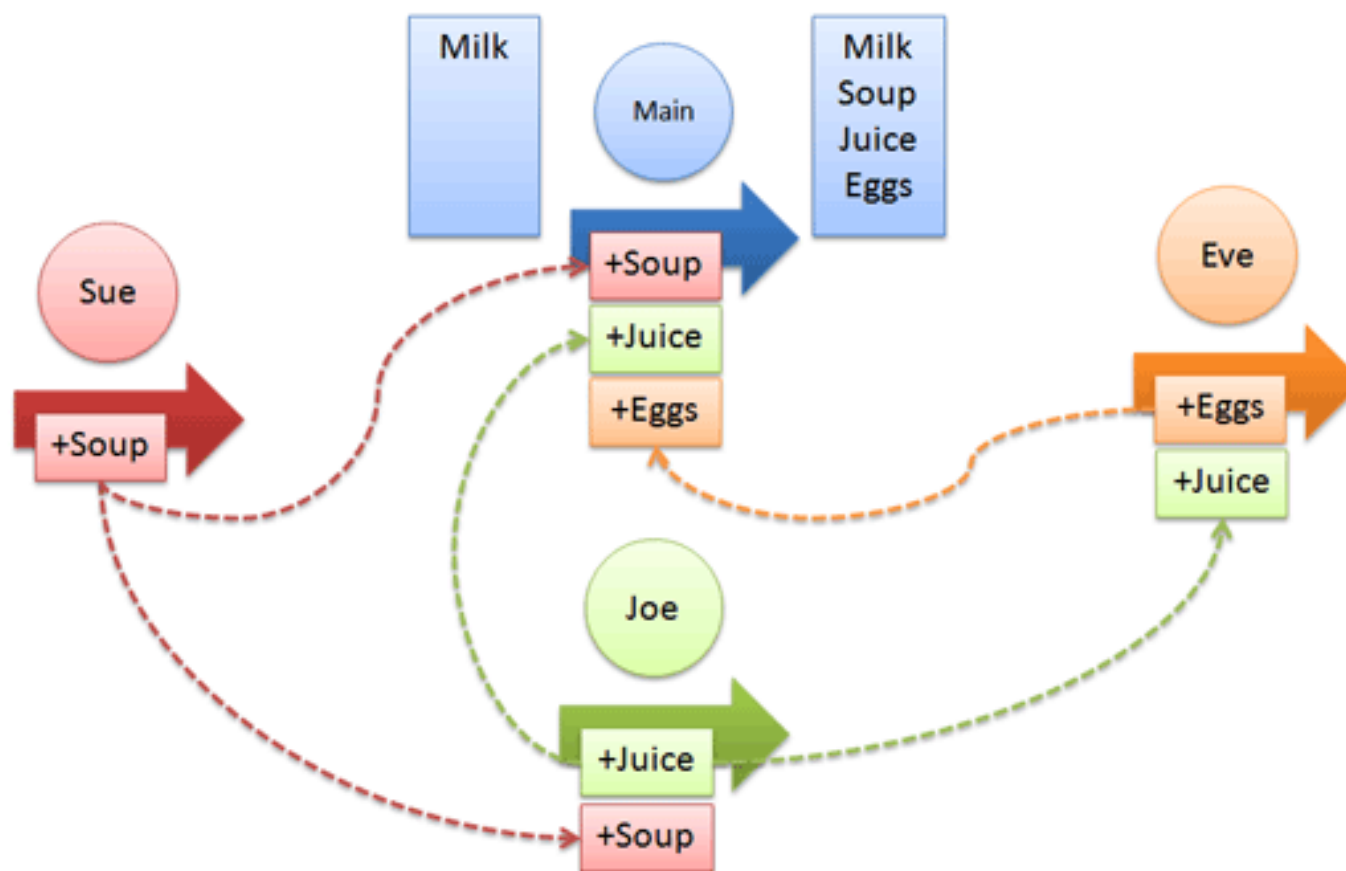 Milk
Main
Milk
Soup
Juice
Eggs
Sue
+Soup
+Soup
+Juice
+Eggs
Eve
+Eggs
+Juice
Joe
+Juice
+Soup